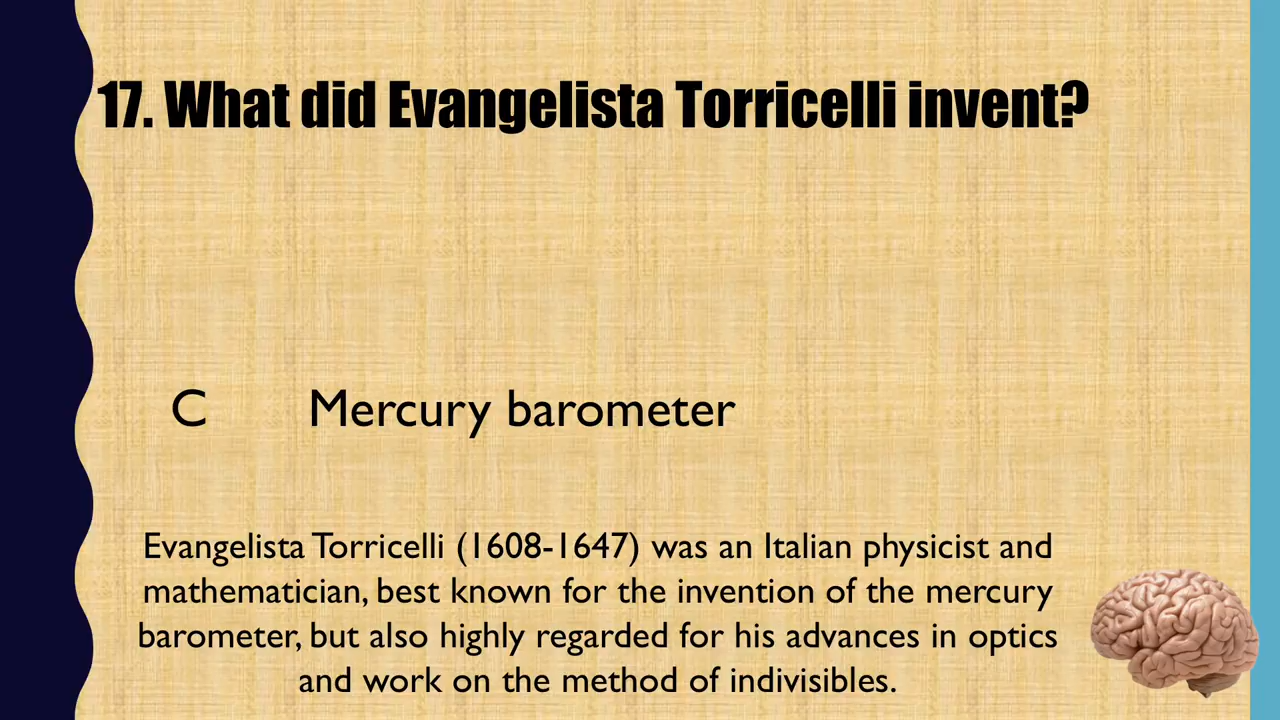 17. What did Evangelista Torricelli invent?
C Mercury barometer
Evangelista Torricelli (1608-1647) was an Italian physicist and
mathematician, best known for the invention of the mercury
barometer, but also highly regarded for his advances in optics
and work on the method of indivisibles.